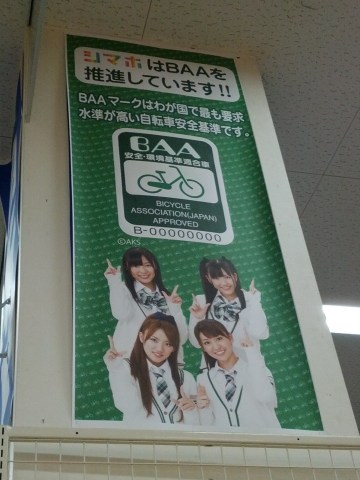 シマホはBAAを
推進しています!!
BAAマークはわが国で最も要求
水準が高い自転車安全基準です。
BAA
安全・環境基準適合車
BICYCLE
ASSOCIATION(JAPAN)
APPROVED
B-00000000
©AKS